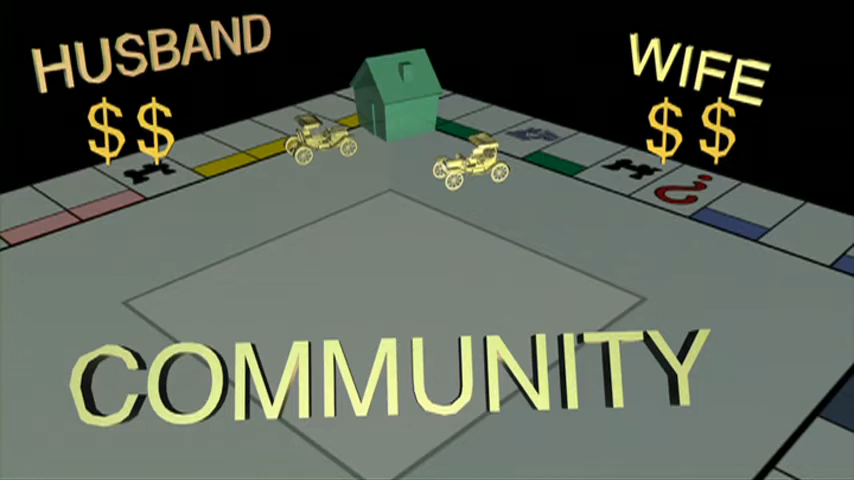 HUSBAND
WIFE
$$
$$
COMMUNITY